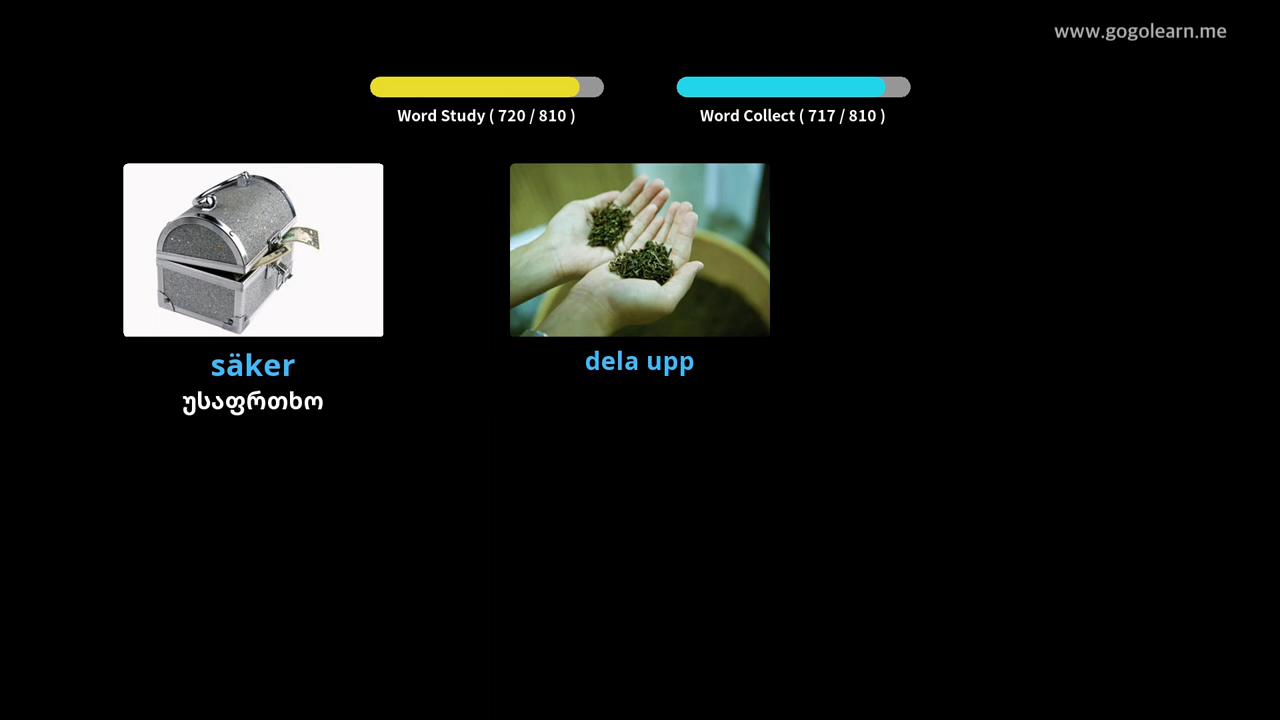 www.gogolearn.me
Word Study ( 720 / 810 )
Word Collect ( 717 / 810 )
säker
უსაფრთხო
dela upp